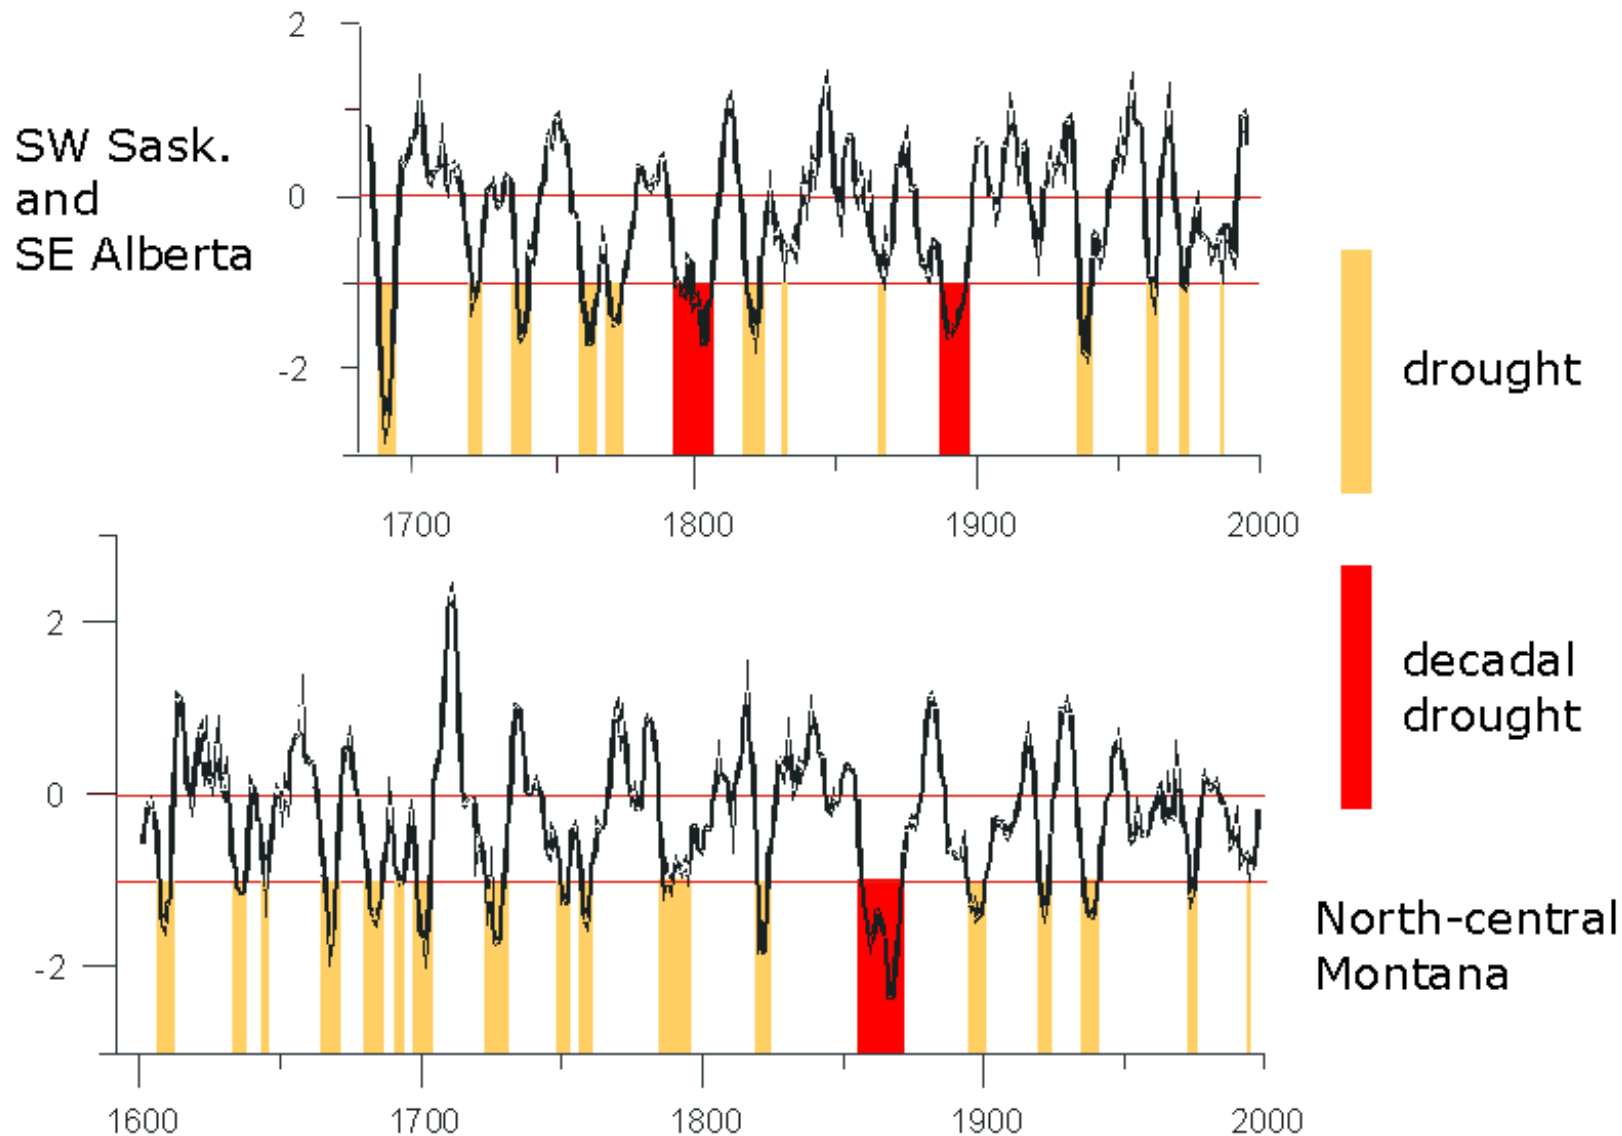 2
0
-2
SW Sask.
and
SE Alberta
1700 1800 1900 2000
drought
decadal
drought
2
0
-2
North-central
Montana
1600 1700 1800 1900 2000